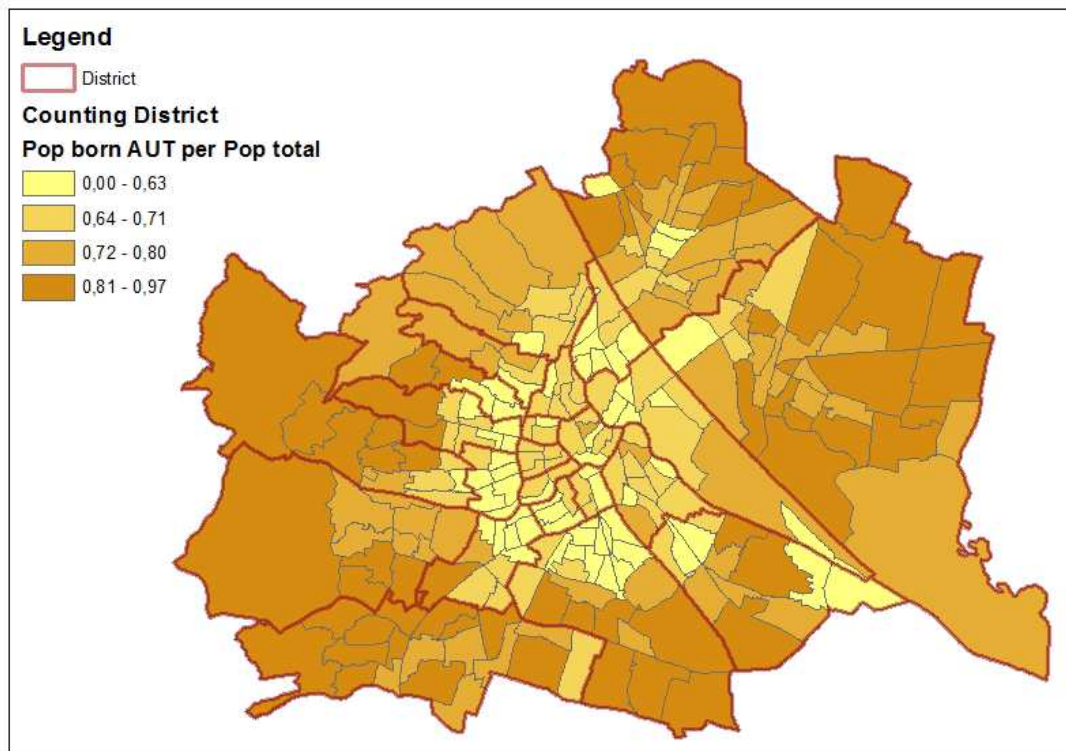 Legend
District
Counting District
Pop born AUT per Pop total
0,00 - 0,63
0,64 - 0,71
0,72 - 0,80
0,81 - 0,97